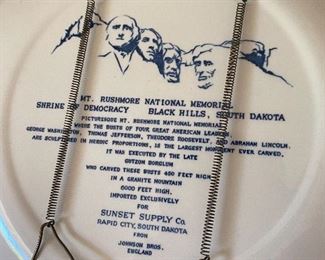 MT. RUSHMORE NATIONAL MEMORIAL
SHRINE OF DEMOCRACY BLACK HILLS, SOUTH DAKOTA
PICTURESQUE MT. RUSHMORE NATIONAL MEMORIAL
WHERE THE BUSTS OF FOUR GREAT AMERICAN LEADERS
GEORGE WASHINGTON, THOMAS JEFFERSON, THEODORE ROOSEVELT, AND ABRAHAM LINCOLN.
ARE SCULPTURED IN HEROIC PROPORTIONS, IS THE LARGEST MONUMENT EVER CARVED.
IT WAS EXECUTED BY THE LATE
GUTZON BORGLUM
WHO CARVED THESE BUSTS 450 FEET HIGH
IN A GRANITE MOUNTAIN
6000 FEET HIGH.
IMPORTED EXCLUSIVELY
FOR
SUNSET SUPPLY Co
RAPID CITY, SOUTH DAKOTA
FROM
JOHNSON BROS.
ENGLAND